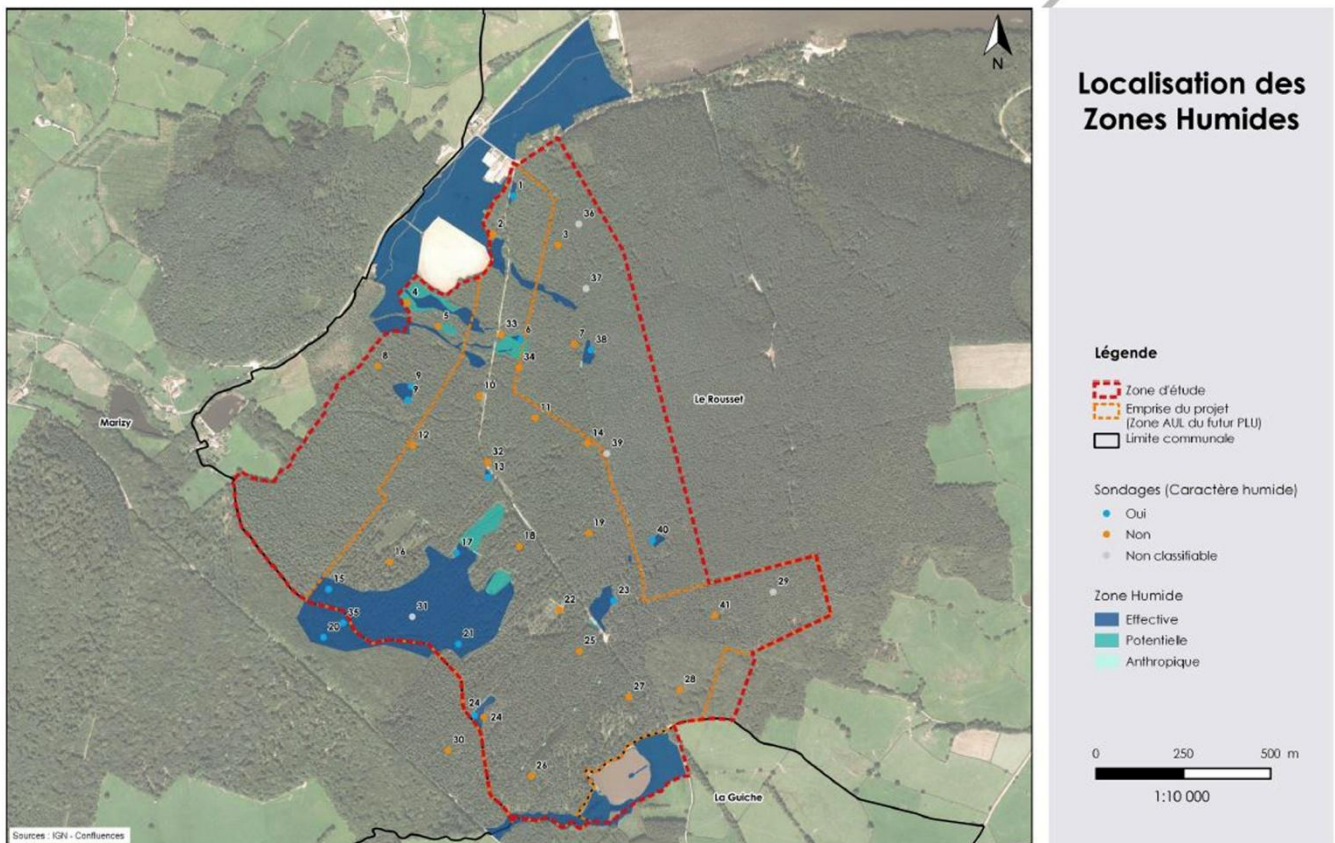 N
1
36
2
3
37
4
5
33
6
7
38
34
8
9
9
10
11
Le Rousset
Marizy
12
14
39
32
13
19
40
17
18
16
15
23
29
31
22
41
35
20
21
25
27
28
24
24
30
26
La Guiche
Sources : IGN - Confluences
Localisation des
Zones Humides
Légende
Zone d'étude
Emprise du projet
(Zone AUL du futur PLU)
Limite communale
Sondages (Caractère humide)
Oui
Non
Non classifiable
Zone Humide
Effective
Potentielle
Anthropique
0 250 500 m
1:10 000